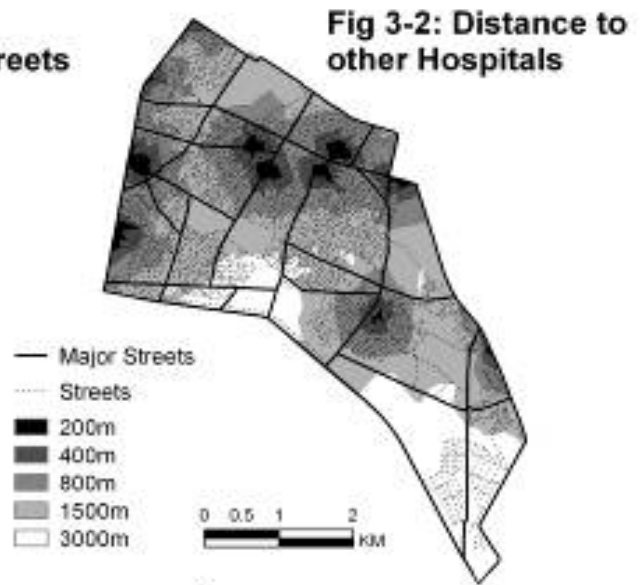 reets
Fig 3-2: Distance to
other Hospitals
Major Streets
Streets
200m
400m
800m
1500m
3000m
0 0.5 1 2
KM